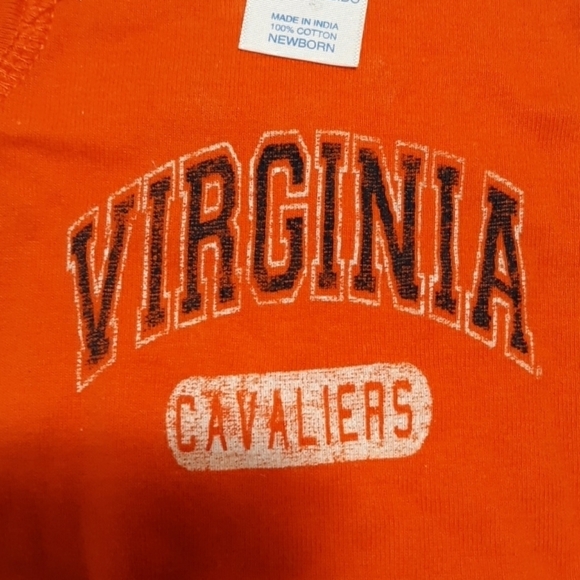 MADE IN INDIA
100% COTTON
NEWBORN
VIRGINIA
CAVALIERS